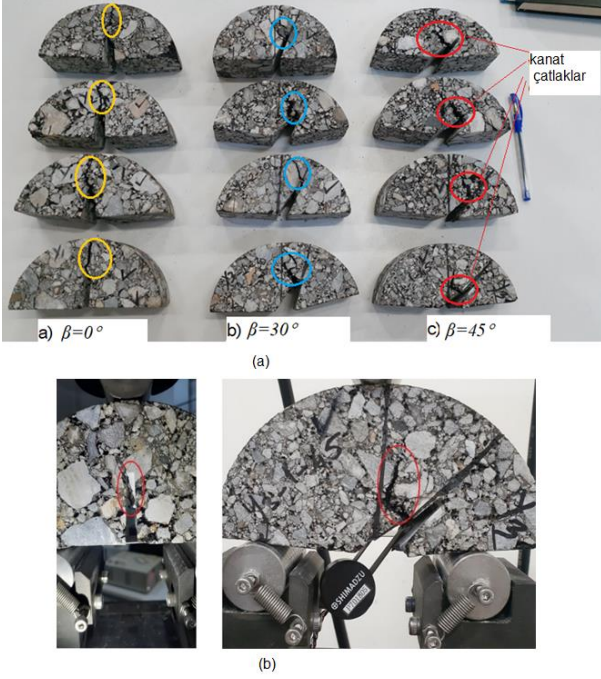 kanat
çatlaklar
a) β=0°
b) β=30°
c) β=45°
(a)
SHIMADZU
(b)